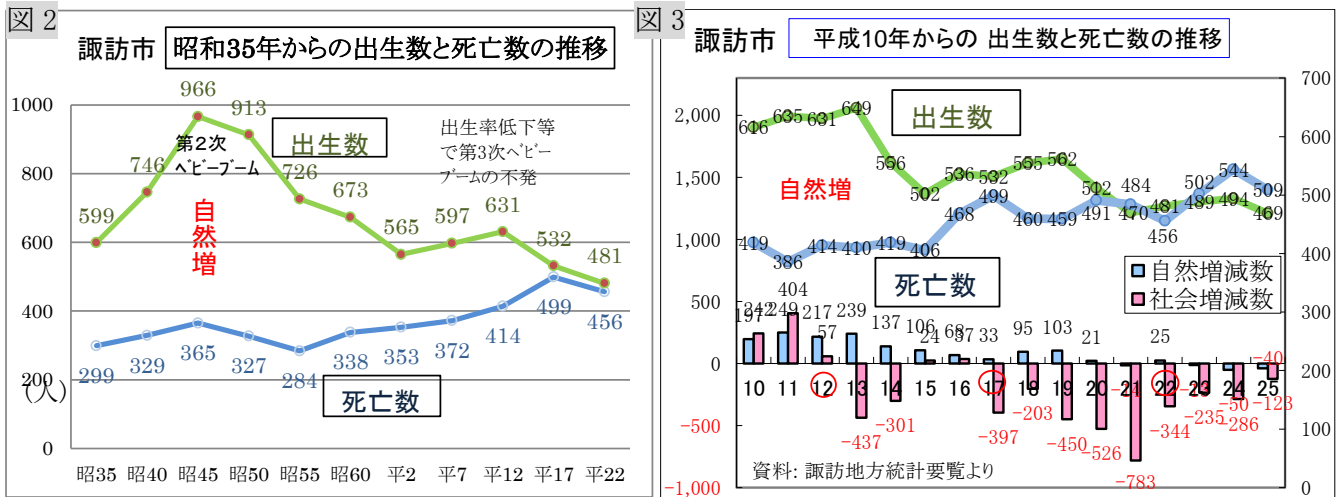 図２
諏訪市 昭和35年からの出生数と死亡数の推移
1000
800
600
400
200
0
(人)
966
913
746
726
673
599
565
597
631
532
481
第２次
ベビーブーム
出生数
出生率低下等
で第3次ベビー
ブームの不発
自然増
299
329
365
327
284
338
353
372
414
499
456
死亡数
昭35 昭40 昭45 昭50 昭55 昭60 平2 平7 平12 平17 平22
図３
諏訪市 平成10年からの 出生数と死亡数の推移
2,000
1,500
1,000
500
0
−500
−1,000
700
600
500
400
300
200
100
0
616 635 631 649 556 502 536 532 555 562 512 470 481 489 494 469
出生数
自然増
419 386 414 410 419 406 468 499 460 459 491 484 456 502 544 509
死亡数
自然増減数
社会増減数
197 249 217 239 137 106 68 33 95 103 21 25 −50 −40
242 404 57 −437 −301 24 37 −397 −203 −450 −526 −783 −344 −235 −286 −123
10 11 12 13 14 15 16 17 18 19 20 21 22 23 24 25
資料: 諏訪地方統計要覧より